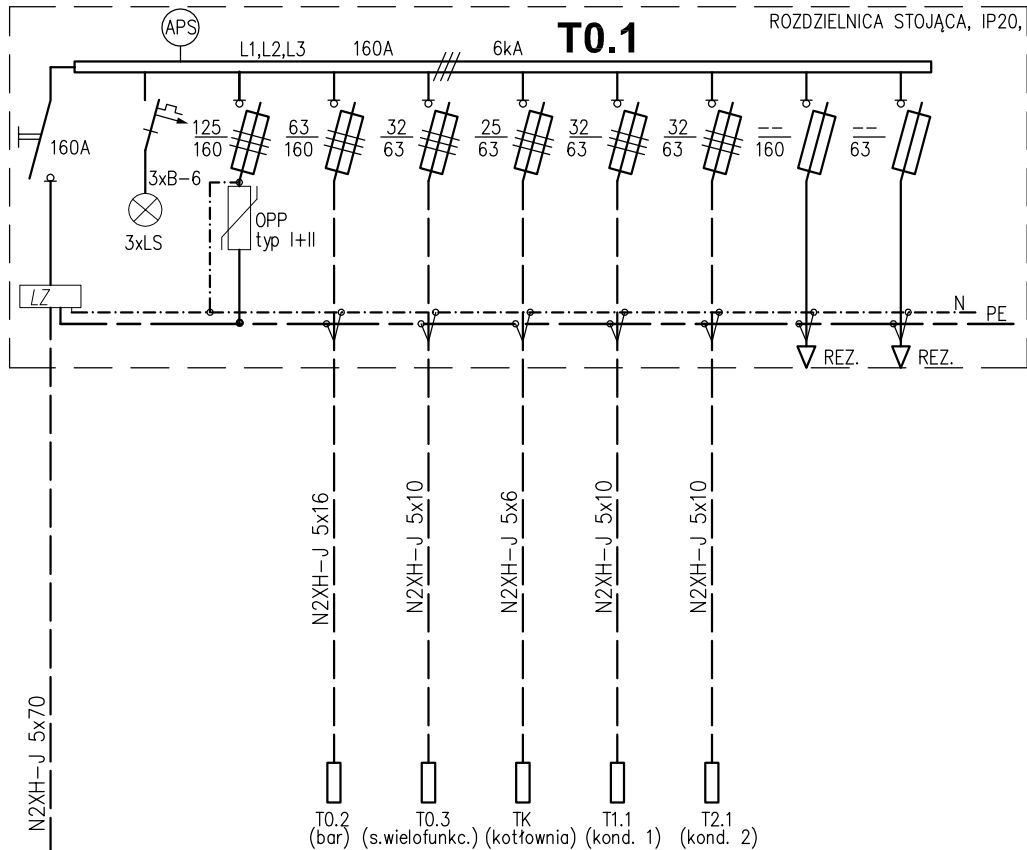 ROZDZIELNICA STOJĄCA, IP20,
APS
T0.1
L1,L2,L3 160A 6kA
160A
125
160
63
160
32
63
25
63
32
63
32
63
--
160
--
63
3xB-6
3xLS
OPP
typ I+II
LZ
N
PE
REZ.
REZ.
N2XH-J 5x70
N2XH-J 5x16
N2XH-J 5x10
N2XH-J 5x6
N2XH-J 5x10
N2XH-J 5x10
T0.2
(bar)
T0.3
(s.wielofunkc.)
TK
(kotłownia)
T1.1
(kond. 1)
T2.1
(kond. 2)